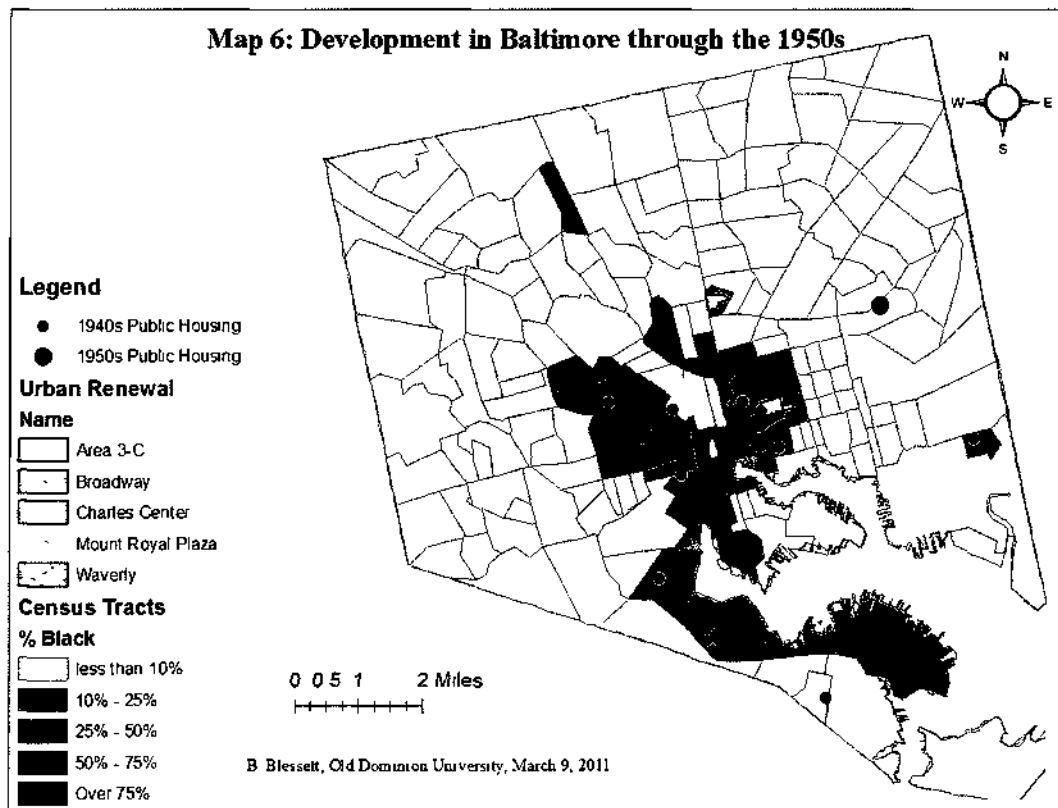 Map 6: Development in Baltimore through the 1950s
N
W E
S
Legend
1940s Public Housing
1950s Public Housing
Urban Renewal
Name
Area 3-C
Broadway
Charles Center
Mount Royal Plaza
Waverly
Census Tracts
% Black
less than 10%
10% - 25%
25% - 50%
50% - 75%
Over 75%
0 0 5 1 2 Miles
B Blessett, Old Dominion University, March 9, 2011